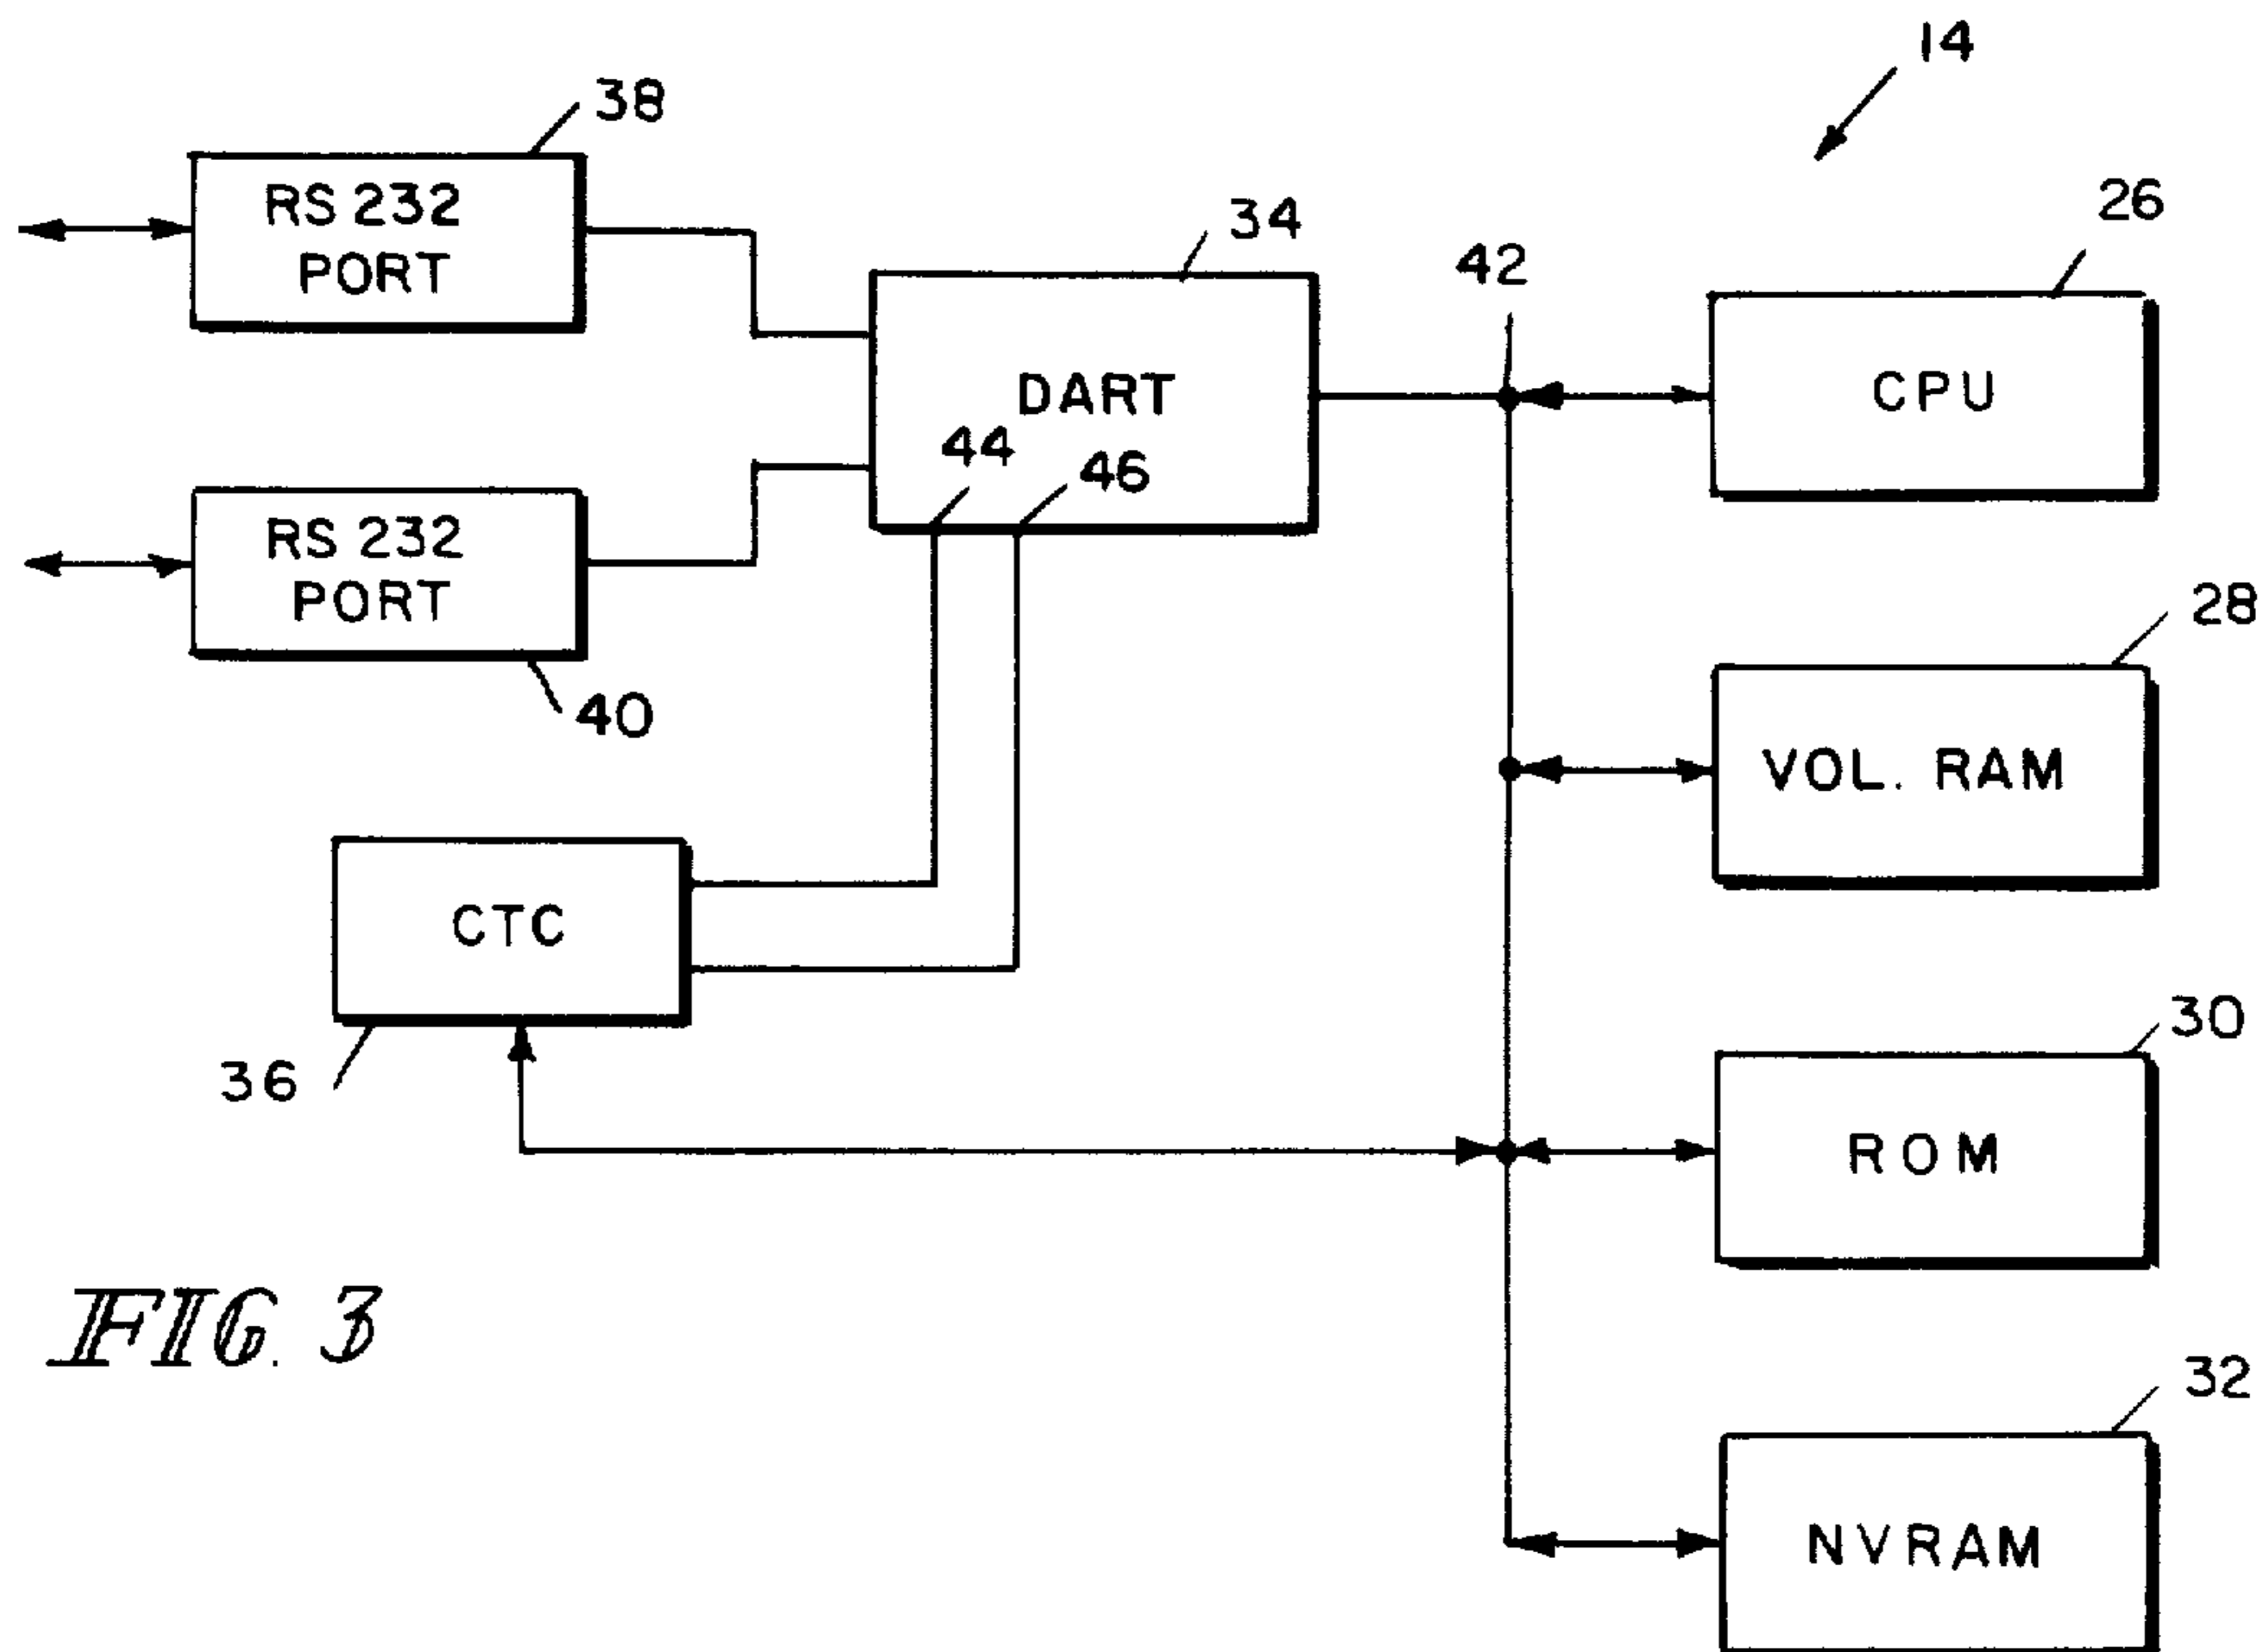 14
38
RS 232
PORT
34
26
42
DART
CPU
44
46
RS 232
PORT
40
28
VOL. RAM
CTC
36
30
ROM
FIG. 3
32
NVRAM